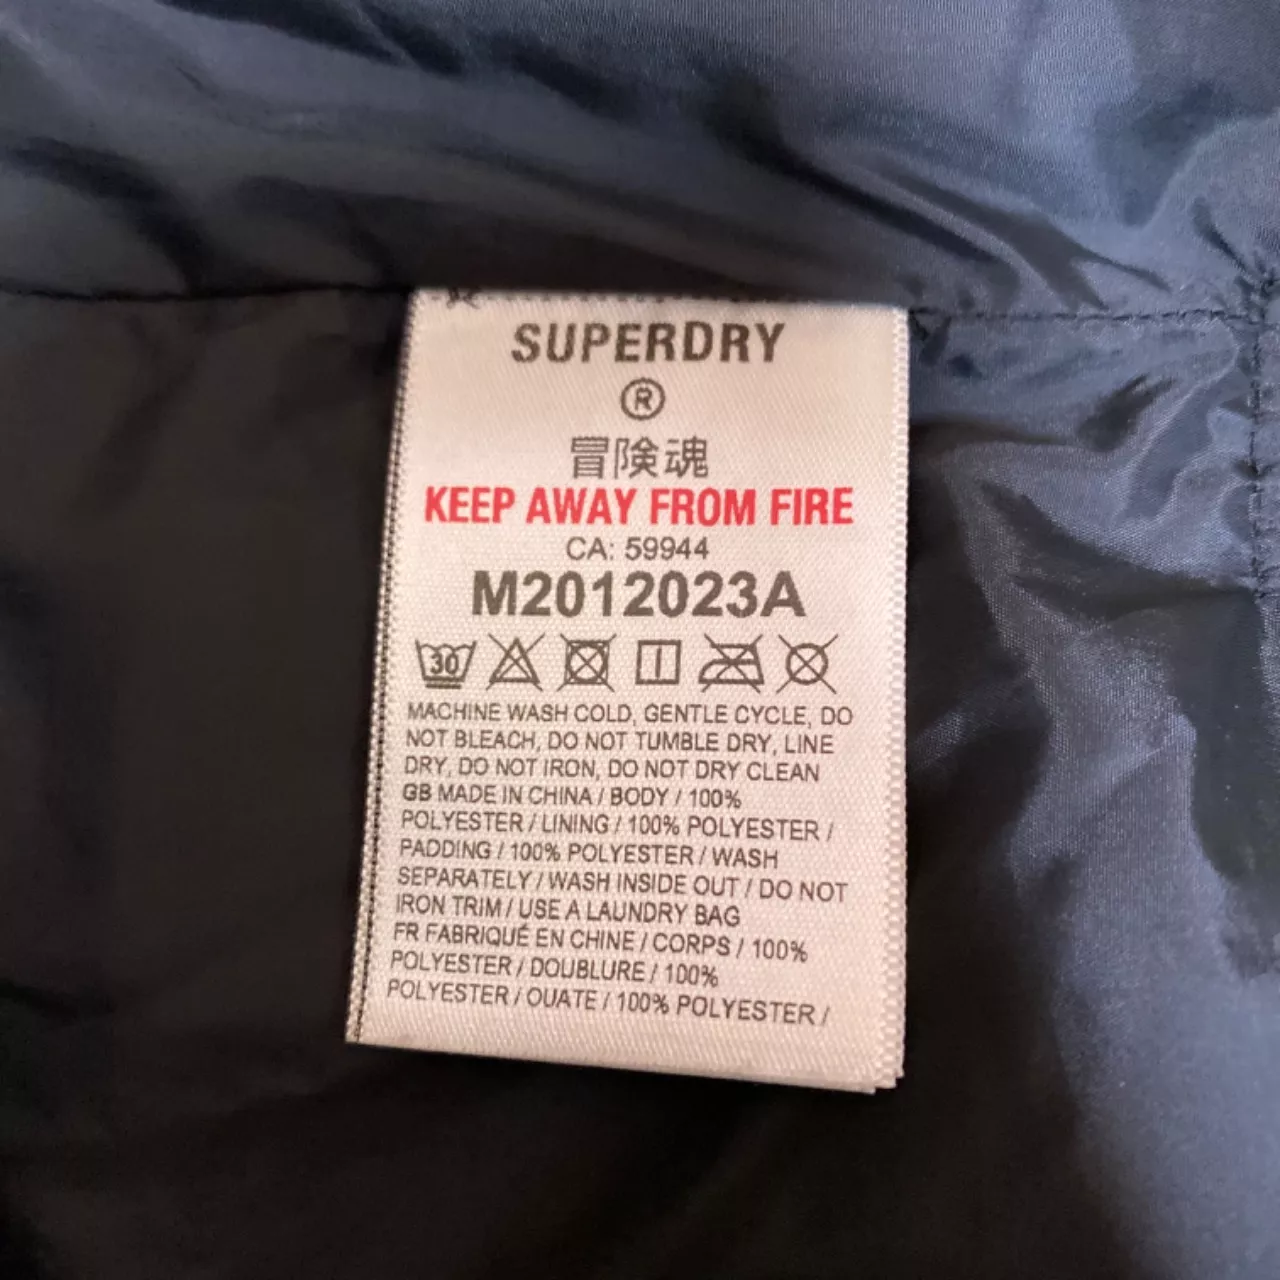 SUPERDRY
®
冒険魂
KEEP AWAY FROM FIRE
CA: 59944
M2012023A
30
MACHINE WASH COLD, GENTLE CYCLE, DO
NOT BLEACH, DO NOT TUMBLE DRY, LINE
DRY, DO NOT IRON, DO NOT DRY CLEAN
GB MADE IN CHINA / BODY / 100%
POLYESTER / LINING / 100% POLYESTER /
PADDING / 100% POLYESTER / WASH
SEPARATELY / WASH INSIDE OUT / DO NOT
IRON TRIM / USE A LAUNDRY BAG
FR FABRIQUÉ EN CHINE / CORPS / 100%
POLYESTER / DOUBLURE / 100%
POLYESTER / OUATE / 100% POLYESTER /